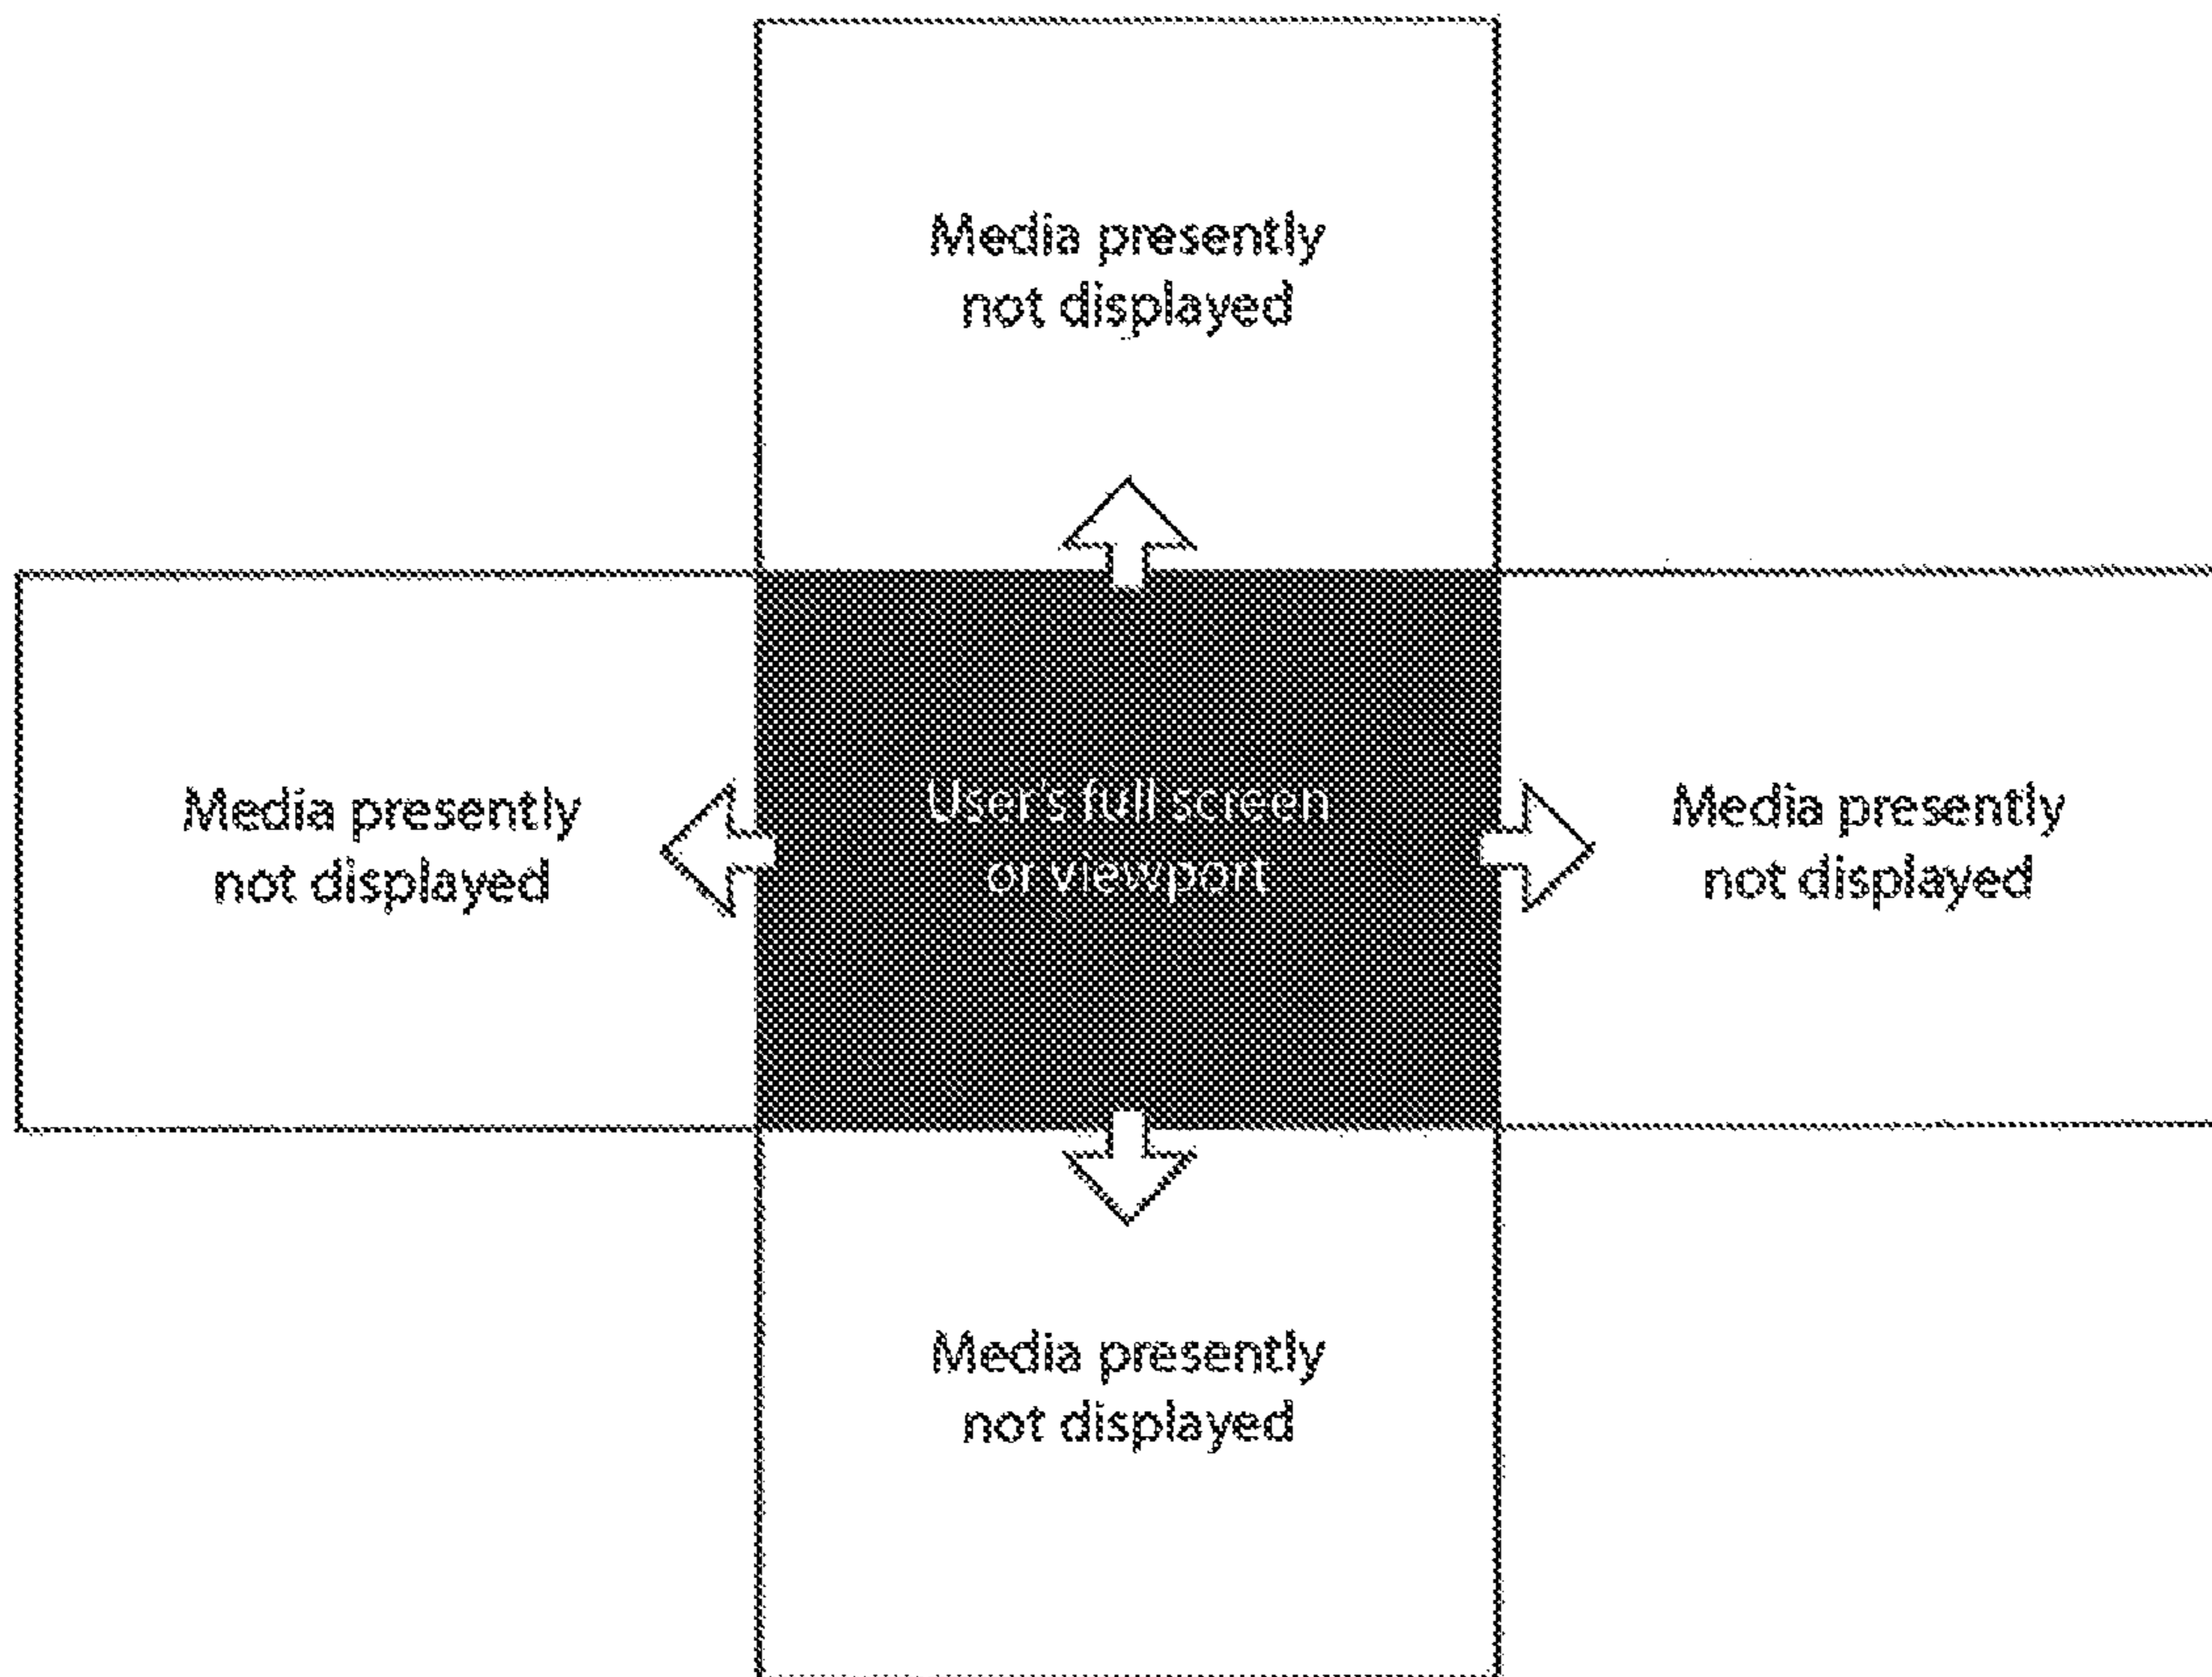 Media presently
not displayed
Media presently
not displayed
User's full screen
or viewport
Media presently
not displayed
Media presently
not displayed